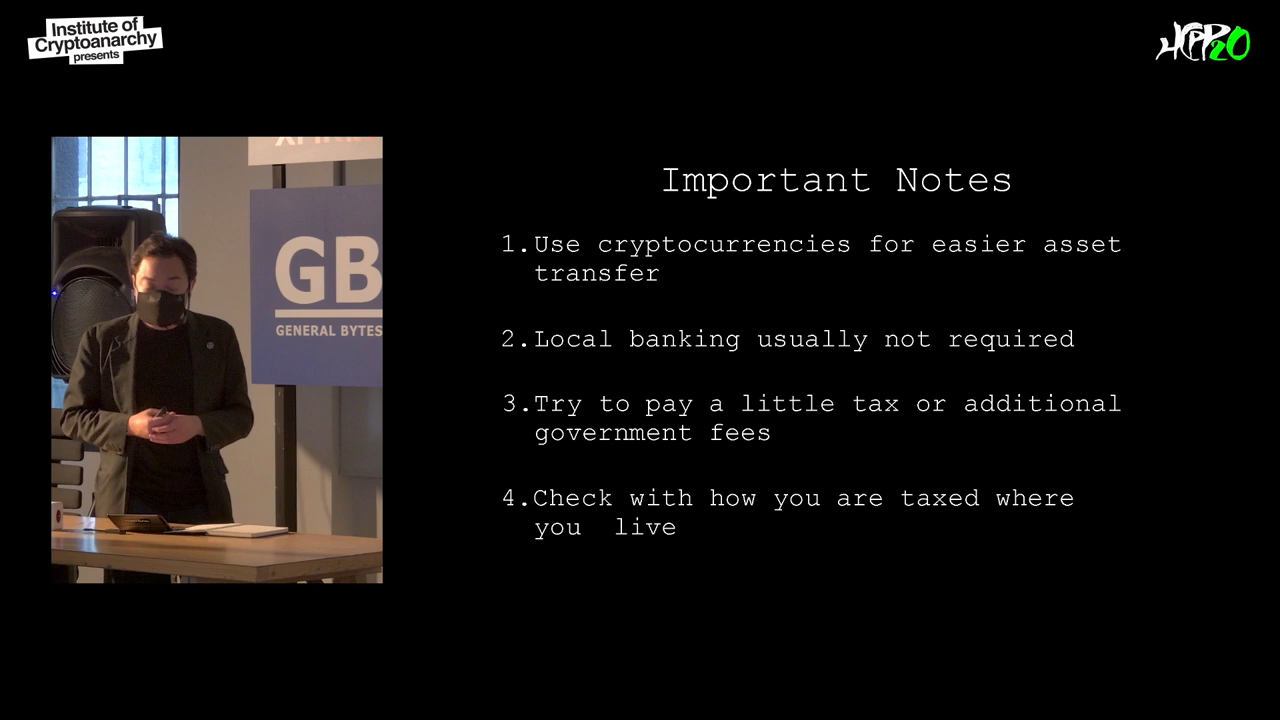 Institute of
Cryptoanarchy
presents
HCPP20
GB
GENERAL BYTES
Important Notes
1.Use cryptocurrencies for easier asset
transfer
2.Local banking usually not required
3.Try to pay a little tax or additional
government fees
4.Check with how you are taxed where
you  live